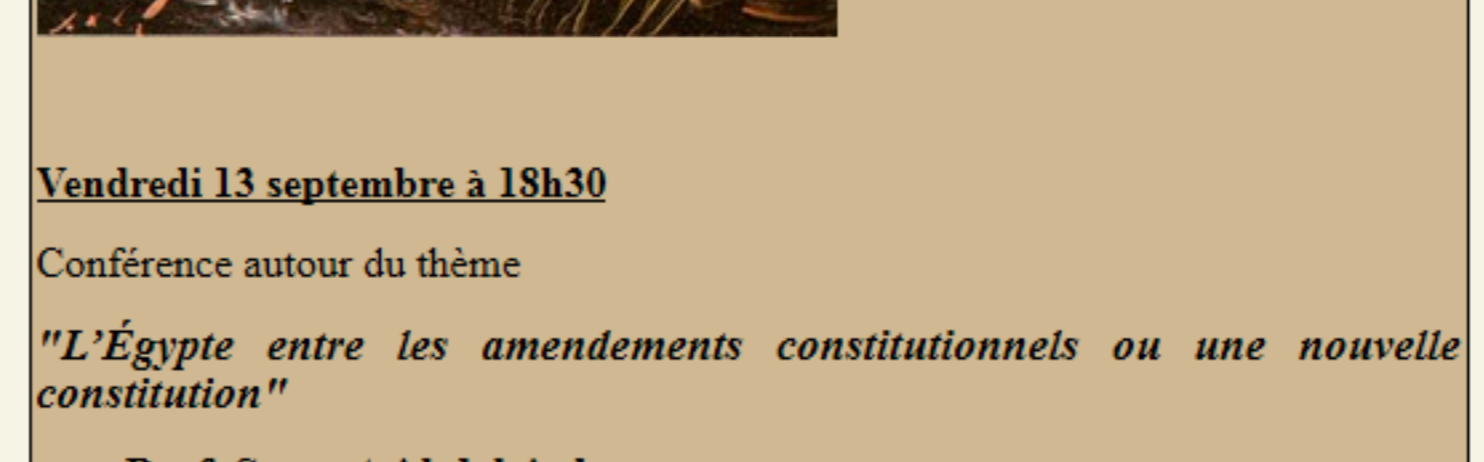 Vendredi 13 septembre à 18h30
Conférence autour du thème
"L’Égypte entre les amendements constitutionnels ou une nouvelle
constitution"